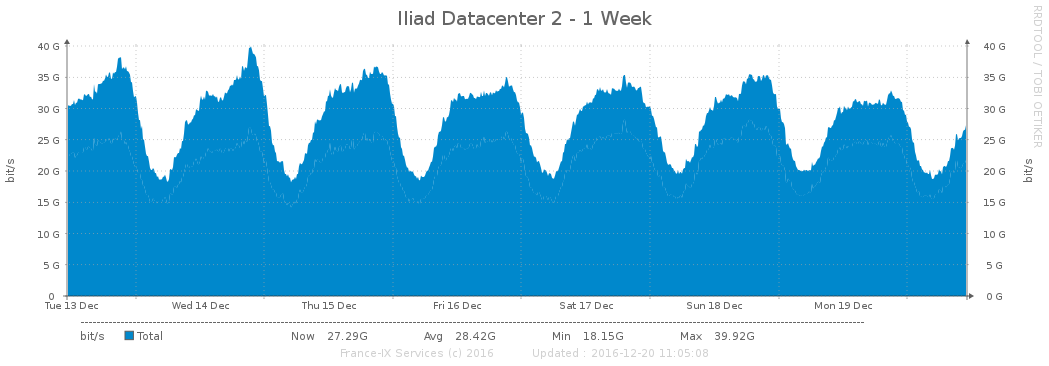 Iliad Datacenter 2 - 1 Week
RRDTOOL / TOBI OETIKER
bit/s
40 G
35 G
30 G
25 G
20 G
15 G
10 G
5 G
0
40 G
35 G
30 G
25 G
20 G
15 G
10 G
5 G
0 G
bit/s
Tue 13 Dec Wed 14 Dec Thu 15 Dec Fri 16 Dec Sat 17 Dec Sun 18 Dec Mon 19 Dec
bit/s Total Now 27.29G Avg 28.42G Min 18.15G Max 39.92G
France-IX Services (c) 2016 Updated : 2016-12-20 11:05:08